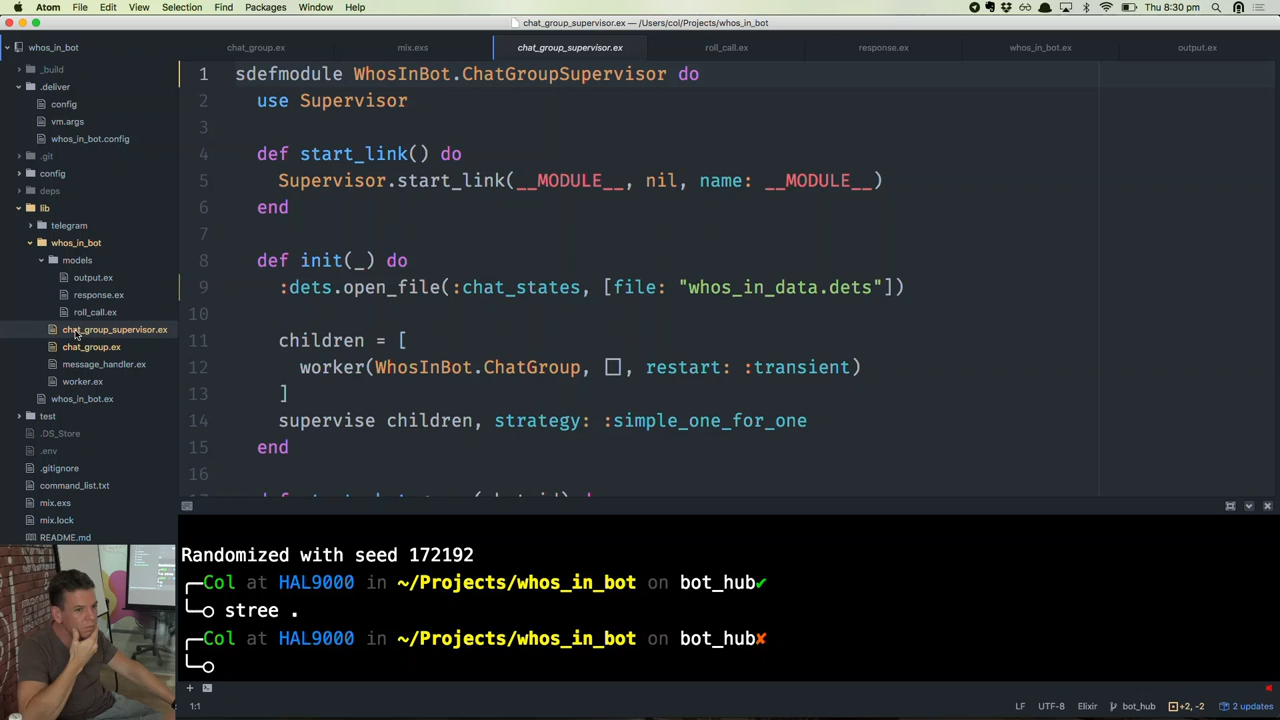 Atom File Edit View Selection Find Packages Window Help
Thu 8:30 pm
chat_group_supervisor.ex — /Users/col/Projects/whos_in_bot
whos_in_bot
chat_group.ex mix.exs chat_group_supervisor.ex roll_call.ex response.ex whos_in_bot.ex output.ex
_build
.deliver
config
vm.args
whos_in_bot.config
.git
config
deps
lib
telegram
whos_in_bot
models
output.ex
response.ex
roll_call.ex
chat_group_supervisor.ex
chat_group.ex
message_handler.ex
worker.ex
whos_in_bot.ex
test
.DS_Store
.env
.gitignore
command_list.txt
mix.exs
mix.lock
README.md
1 sdefmodule WhosInBot.ChatGroupSupervisor do
2 use Supervisor
3
4 def start_link() do
5 Supervisor.start_link(__MODULE__, nil, name: __MODULE__)
6 end
7
8 def init(_) do
9 :dets.open_file(:chat_states, [file: "whos_in_data.dets"])
10
11 children = [
12 worker(WhosInBot.ChatGroup, [], restart: :transient)
13 ]
14 supervise children, strategy: :simple_one_for_one
15 end
16
Randomized with seed 172192
Col at HAL9000 in ~/Projects/whos_in_bot on bot_hub✔
stree .
Col at HAL9000 in ~/Projects/whos_in_bot on bot_hub✘
1:1 LF UTF-8 Elixir bot_hub +2, -2 2 updates